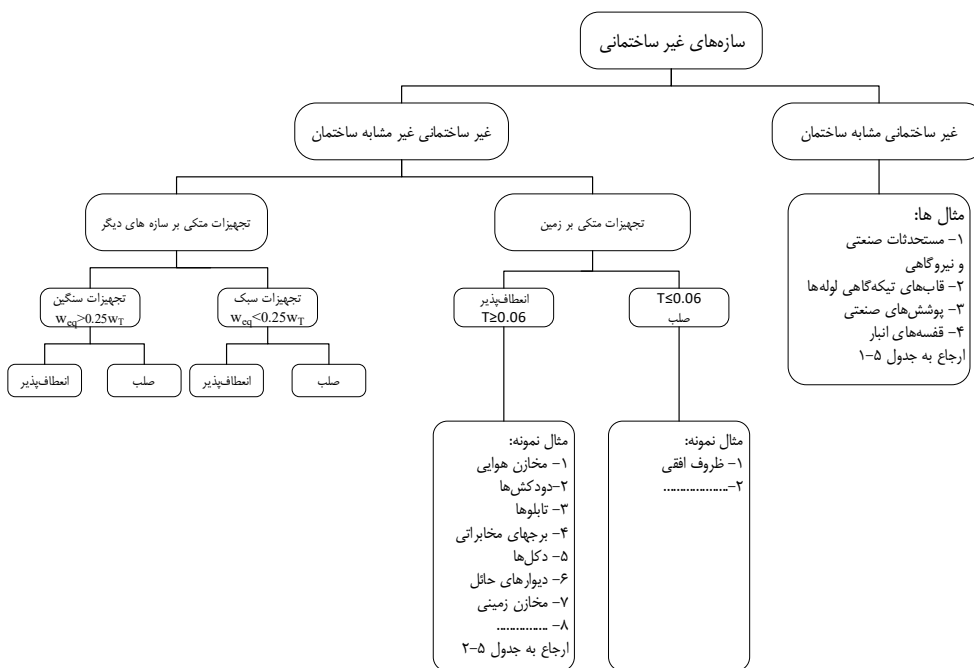 سازه‌های غیر ساختمانی
غیر ساختمانی مشابه ساختمان
غیر ساختمانی غیر مشابه ساختمان
مثال ها:
۱- مستحدثات صنعتی
و نیروگاهی
۲- قاب‌های تیکه‌گاهی لوله‌ها
۳- پوشش‌های صنعتی
۴- قفسه‌های انبار
ارجاع به جدول ۵-۱
تجهیزات متکی بر زمین
تجهیزات متکی بر سازه های دیگر
T≤0.06
صلب
انعطاف‌پذیر
T≥0.06
تجهیزات سبک
weq<0.25wT
تجهیزات سنگین
weq>0.25wT
صلب
انعطاف‌پذیر
صلب
انعطاف‌پذیر
مثال نمونه:
۱- ظروف افقی
۲-....................
مثال نمونه:
۱- مخازن هوایی
۲-دودکش‌ها
۳- تابلوها
۴- برجهای مخابراتی
۵- دکل‌ها
۶- دیوارهای حائل
۷- مخازن زمینی
۸- ................
ارجاع به جدول ۵-۲